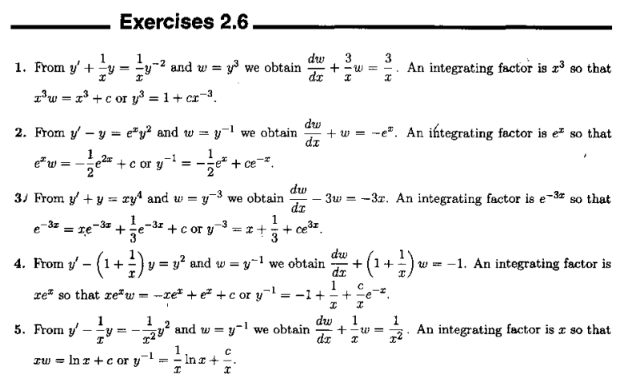 Exercises 2.6
1. From y′ + \frac{1}{x}y = \frac{1}{x}y^{-2} and w = y^3 we obtain \frac{dw}{dx} + \frac{3}{x}w = \frac{3}{x}. An integrating factor is x^3 so that
x^3w = x^3 + c or y^3 = 1 + cx^{-3}.
2. From y′ − y = e^xy^2 and w = y^{-1} we obtain \frac{dw}{dx} + w = −e^x. An integrating factor is e^x so that
e^xw = −\frac{1}{2}e^{2x} + c or y^{-1} = −\frac{1}{2}e^x + ce^{-x}.
3. From y′ + y = xy^4 and w = y^{-3} we obtain \frac{dw}{dx} − 3w = −3x. An integrating factor is e^{-3x} so that
e^{-3x} = xe^{-3x} + \frac{1}{3}e^{-3x} + c or y^{-3} = x + \frac{1}{3} + ce^{3x}.
4. From y′ − (1 + \frac{1}{x})y = y^2 and w = y^{-1} we obtain \frac{dw}{dx} + (1 + \frac{1}{x})w = −1. An integrating factor is
xe^x so that xe^xw = −xe^x + e^x + c or y^{-1} = −1 + \frac{1}{x} + \frac{c}{x}e^{-x}.
5. From y′ − \frac{1}{x}y = −\frac{1}{x^2}y^2 and w = y^{-1} we obtain \frac{dw}{dx} + \frac{1}{x}w = \frac{1}{x^2}. An integrating factor is x so that
xw = ln x + c or y^{-1} = \frac{1}{x} ln x + \frac{c}{x}.